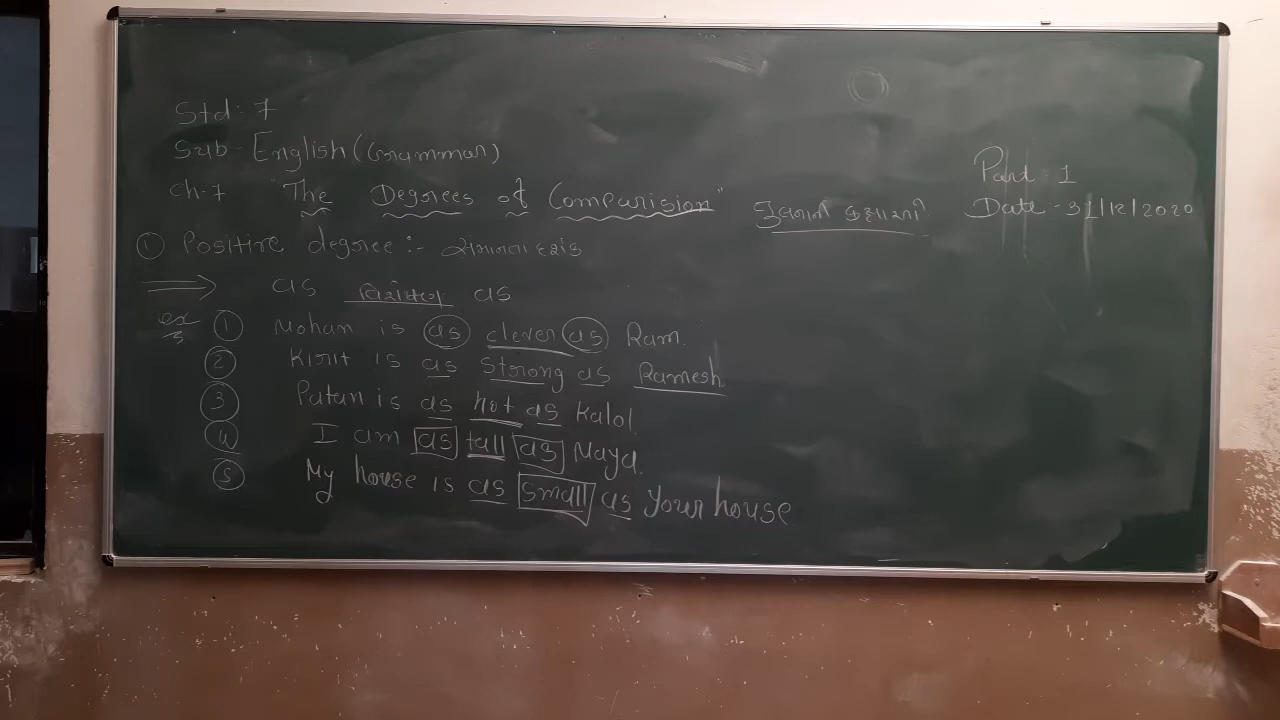 Std: 7
Sub- English (Grammar)
Part: 1
Ch-7 "The Degrees of Comparision" તુલનાની કક્ષાઓ
Date - 31/12/2020
① Positive degree :- સમાનતા દર્શક
⇒ as વિશેષણ as
ex ① Mohan is as clever as Ram.
② Kirit is as Strong as Ramesh
③ Patan is as hot as Kalol.
④ I am as tall as Maya.
⑤ My house is as small as your house